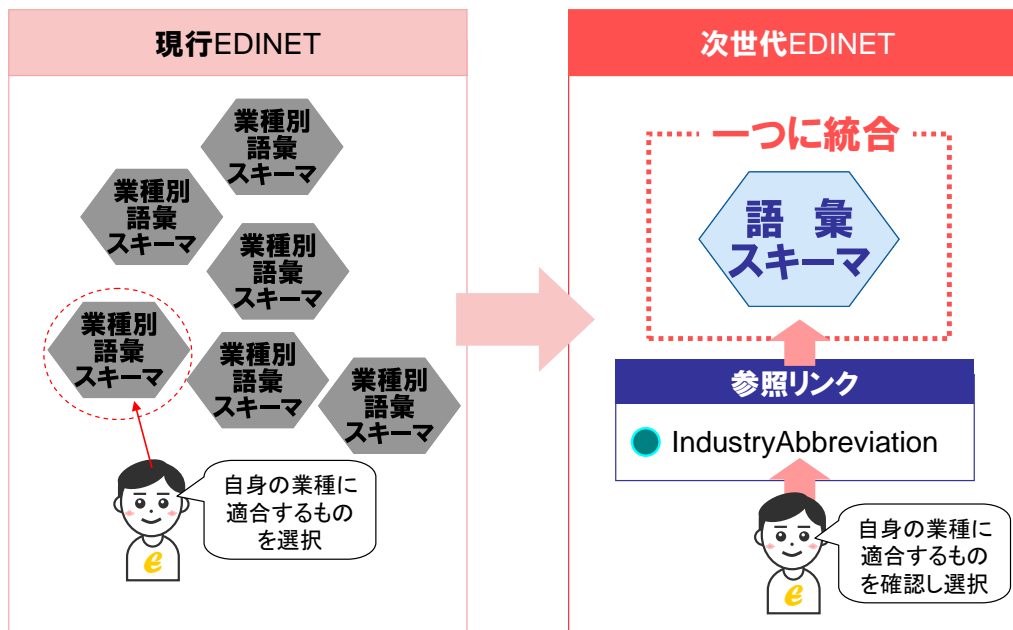 現行EDINET
業種別
語彙
スキーマ
業種別
語彙
スキーマ
業種別
語彙
スキーマ
業種別
語彙
スキーマ
業種別
語彙
スキーマ
業種別
語彙
スキーマ
自身の業種に
適合するもの
を選択
e
次世代EDINET
一つに統合
語 彙
スキーマ
参照リンク
IndustryAbbreviation
自身の業種に
適合するもの
を確認し選択
e